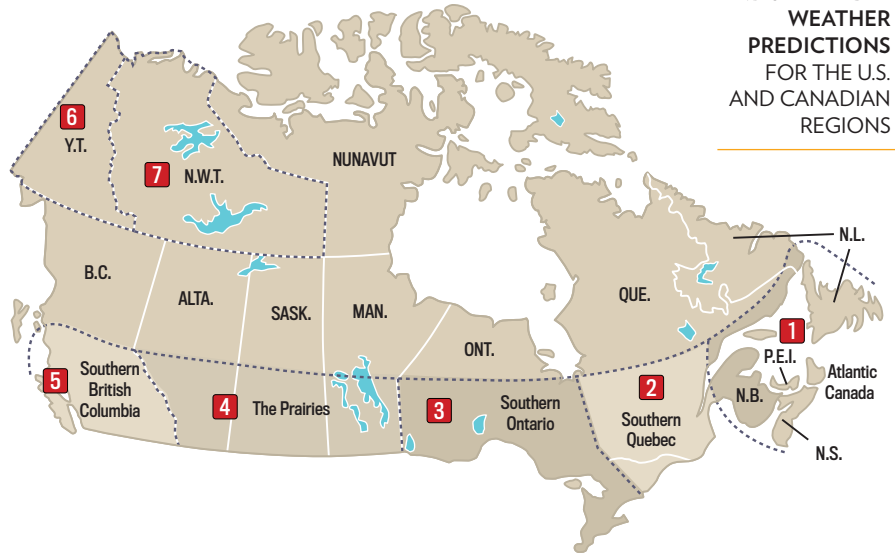 WEATHER
PREDICTIONS
FOR THE U.S.
AND CANADIAN
REGIONS
6
Y.T.
7
N.W.T.
NUNAVUT
N.L.
B.C.
ALTA.
SASK.
MAN.
ONT.
QUE.
1
P.E.I.
Atlantic
Canada
N.B.
N.S.
5
Southern
British
Columbia
4
The Prairies
3
Southern
Ontario
2
Southern
Quebec